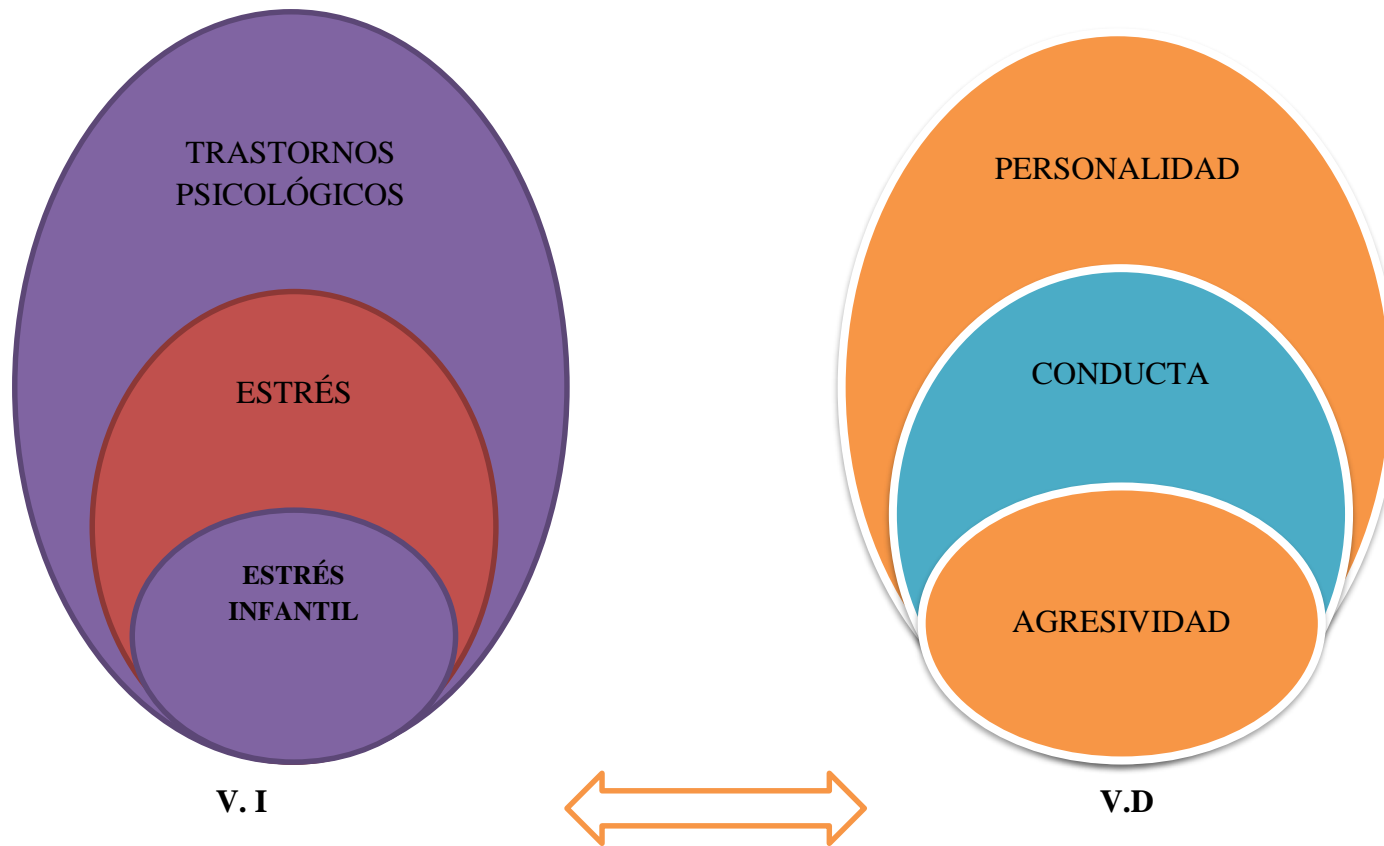 TRASTORNOS
PSICOLÓGICOS
ESTRÉS
ESTRÉS
INFANTIL
V. I
PERSONALIDAD
CONDUCTA
AGRESIVIDAD
V.D